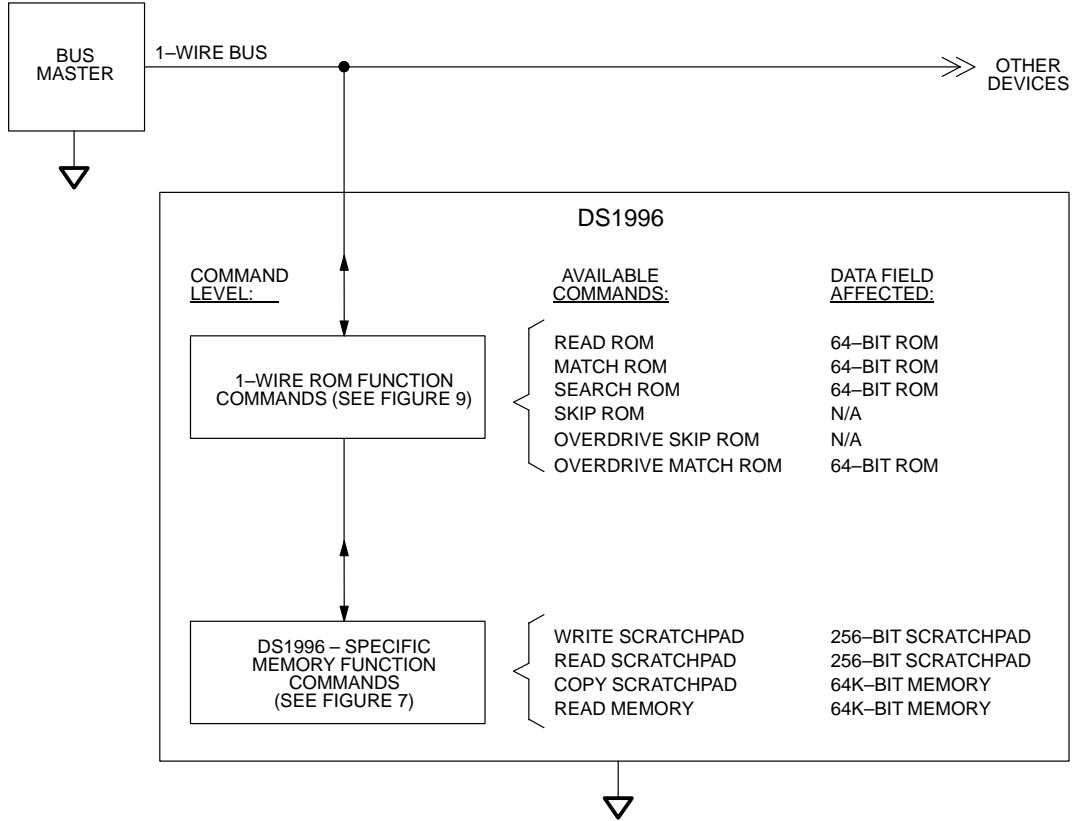 BUS
MASTER
1–WIRE BUS
OTHER
DEVICES
DS1996
COMMAND
LEVEL:
AVAILABLE
COMMANDS:
DATA FIELD
AFFECTED:
1–WIRE ROM FUNCTION
COMMANDS (SEE FIGURE 9)
READ ROM 64–BIT ROM
MATCH ROM 64–BIT ROM
SEARCH ROM 64–BIT ROM
SKIP ROM N/A
OVERDRIVE SKIP ROM N/A
OVERDRIVE MATCH ROM 64–BIT ROM
DS1996 – SPECIFIC
MEMORY FUNCTION
COMMANDS
(SEE FIGURE 7)
WRITE SCRATCHPAD 256–BIT SCRATCHPAD
READ SCRATCHPAD 256–BIT SCRATCHPAD
COPY SCRATCHPAD 64K–BIT MEMORY
READ MEMORY 64K–BIT MEMORY